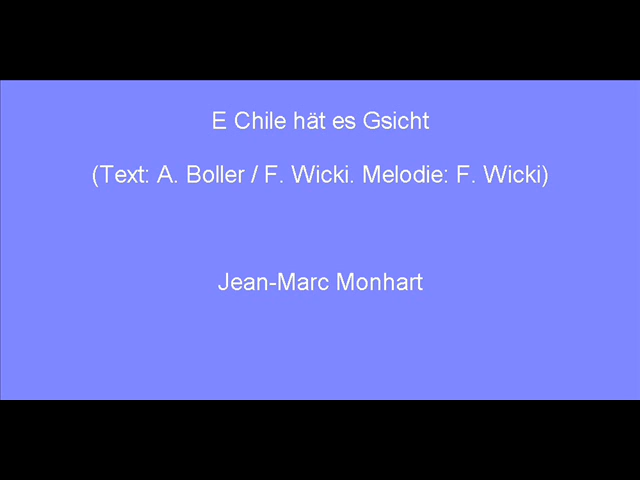 E Chile hät es Gsicht
(Text: A. Boller / F. Wicki. Melodie: F. Wicki)
Jean-Marc Monhart